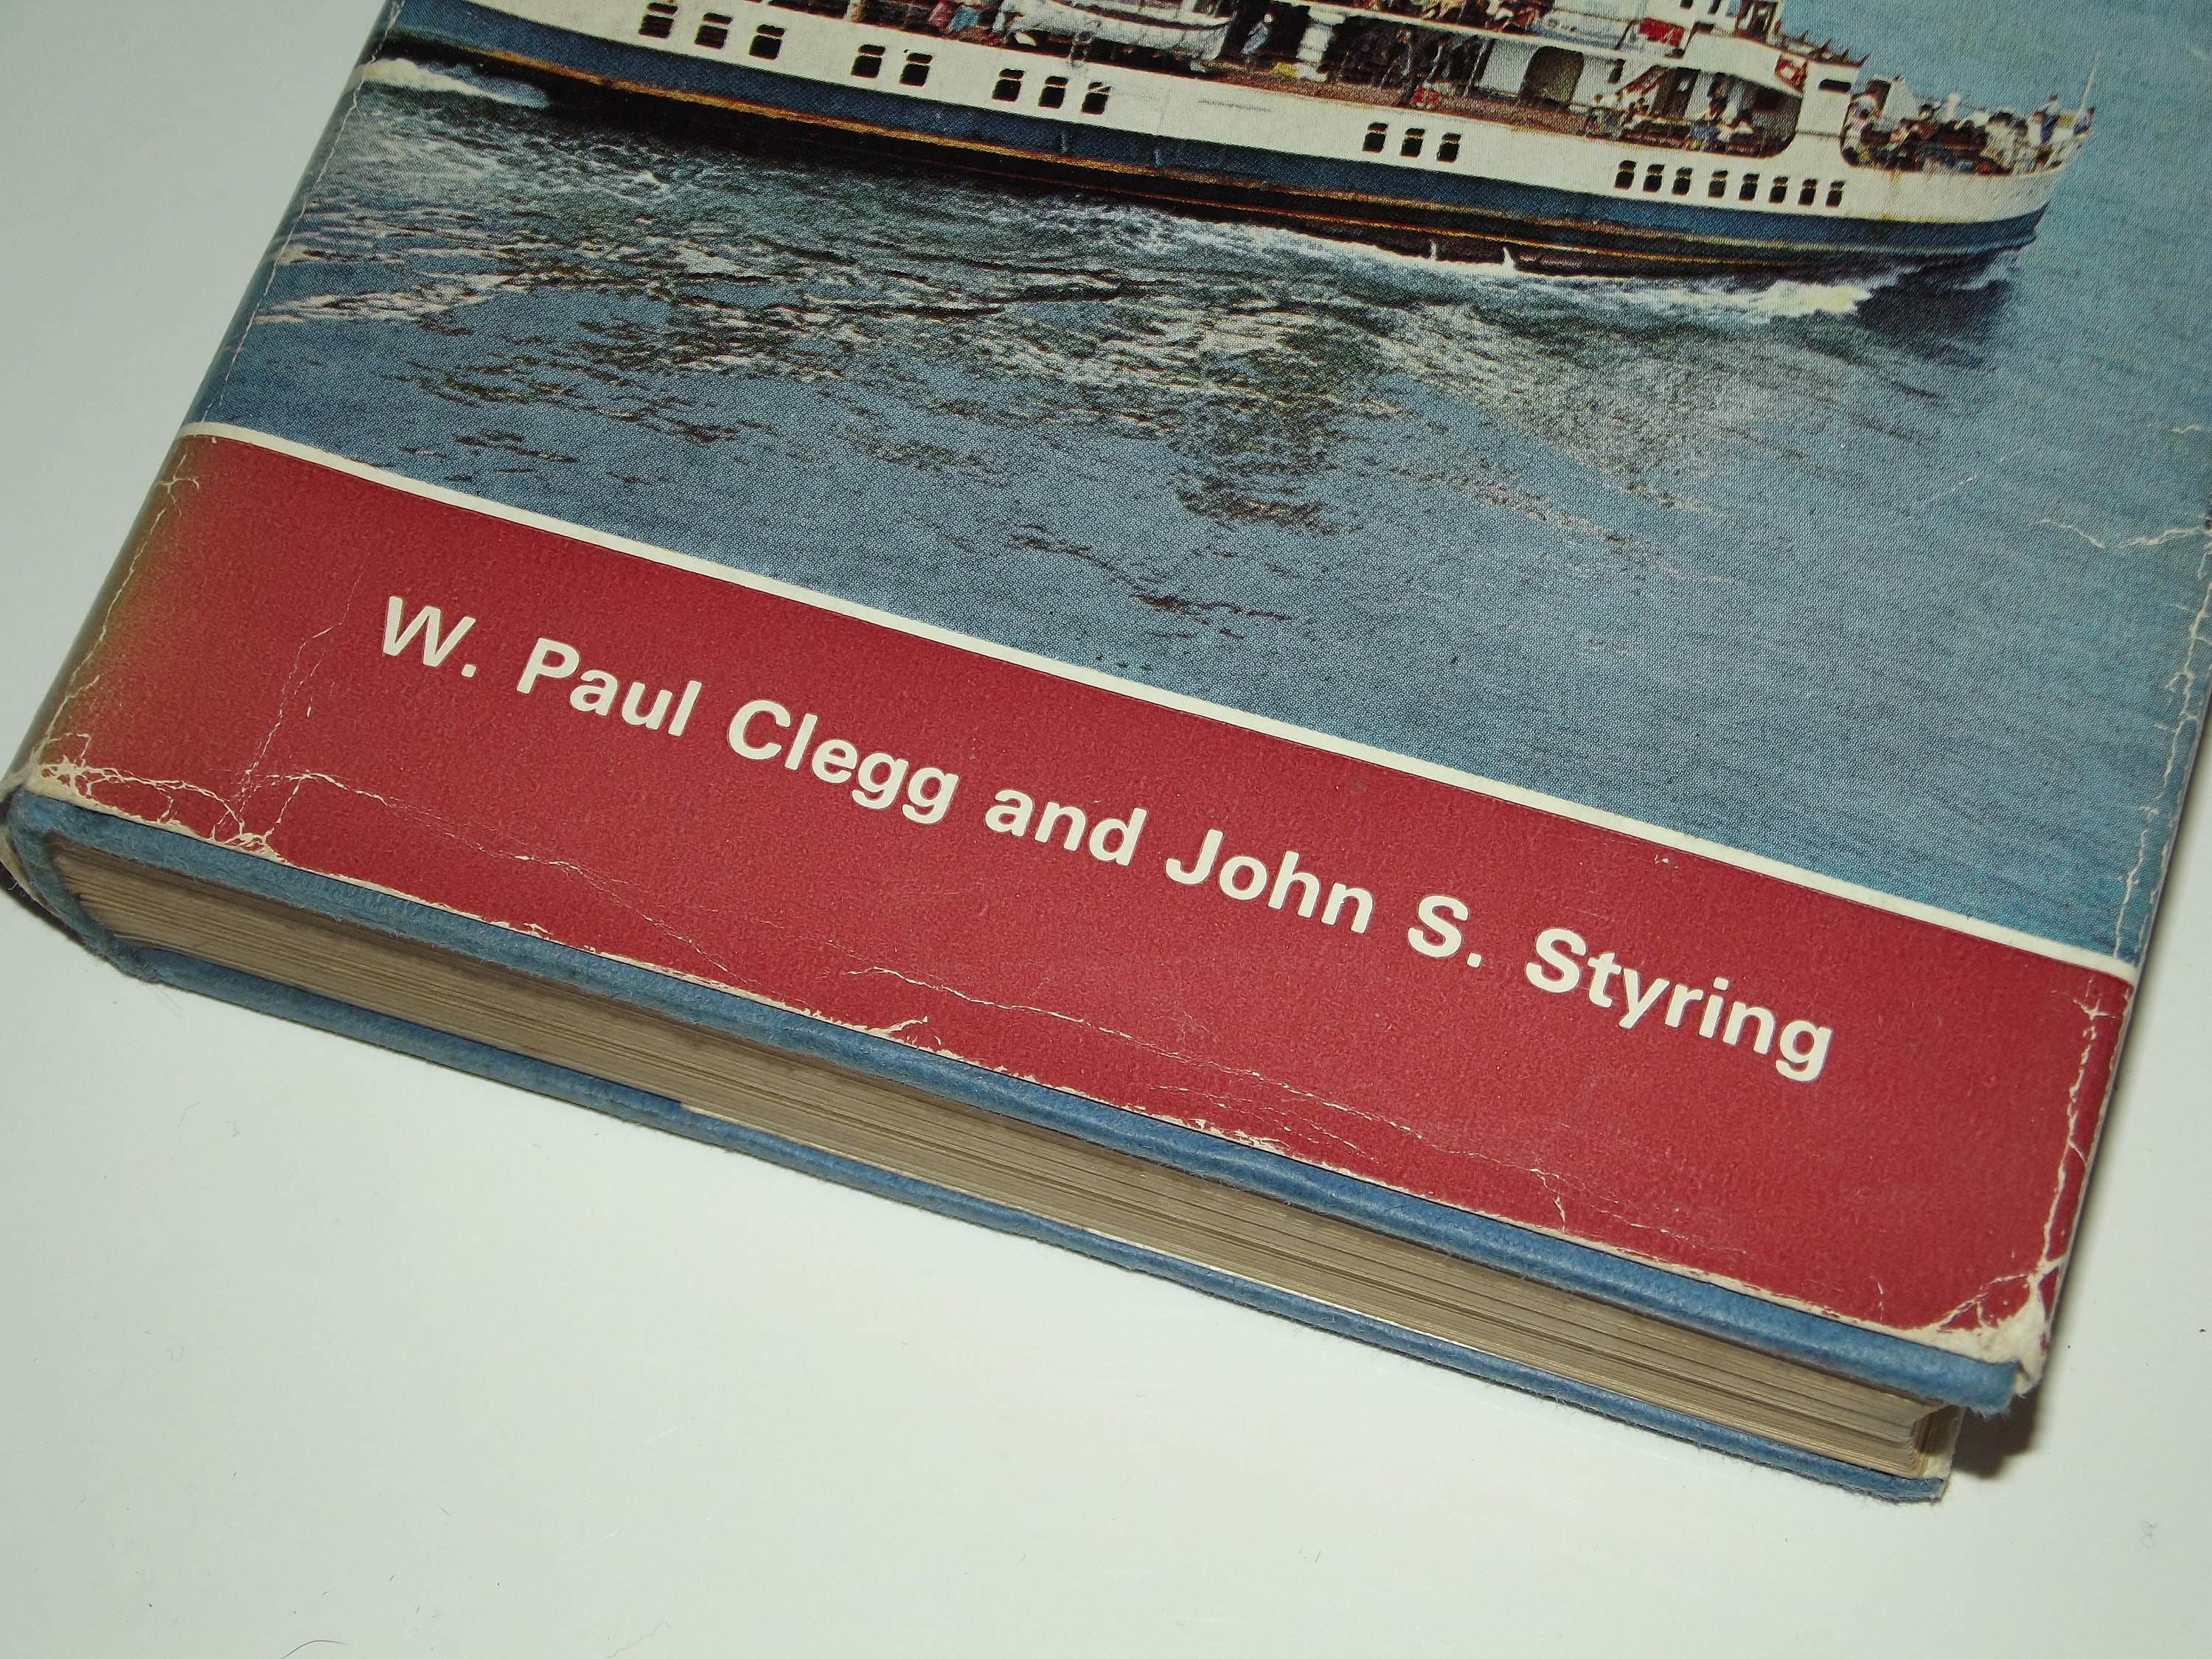 W. Paul Clegg and John S. Styring